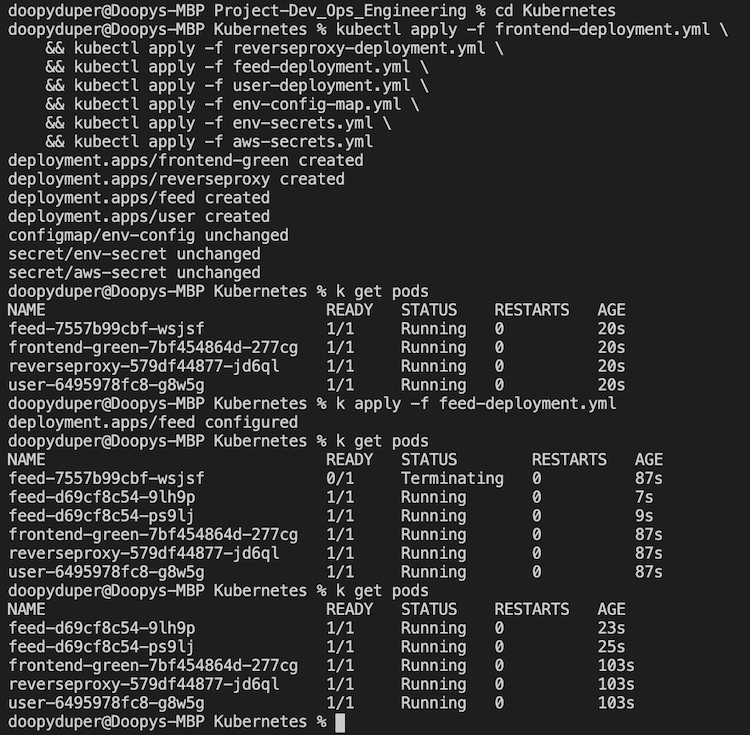 doopyduper@Doopys-MBP Project-Dev_Ops_Engineering % cd Kubernetes
doopyduper@Doopys-MBP Kubernetes % kubectl apply -f frontend-deployment.yml \
    && kubectl apply -f reverseproxy-deployment.yml \
    && kubectl apply -f feed-deployment.yml \
    && kubectl apply -f user-deployment.yml \
    && kubectl apply -f env-config-map.yml \
    && kubectl apply -f env-secrets.yml \
    && kubectl apply -f aws-secrets.yml
deployment.apps/frontend-green created
deployment.apps/reverseproxy created
deployment.apps/feed created
deployment.apps/user created
configmap/env-config unchanged
secret/env-secret unchanged
secret/aws-secret unchanged
doopyduper@Doopys-MBP Kubernetes % k get pods
NAME                              READY   STATUS    RESTARTS   AGE
feed-7557b99cbf-wsjsf             1/1     Running   0          20s
frontend-green-7bf454864d-277cg   1/1     Running   0          20s
reverseproxy-579df44877-jd6ql     1/1     Running   0          20s
user-6495978fc8-g8w5g             1/1     Running   0          20s
doopyduper@Doopys-MBP Kubernetes % k apply -f feed-deployment.yml
deployment.apps/feed configured
doopyduper@Doopys-MBP Kubernetes % k get pods
NAME                              READY   STATUS        RESTARTS   AGE
feed-7557b99cbf-wsjsf             0/1     Terminating   0          87s
feed-d69cf8c54-9lh9p              1/1     Running       0          7s
feed-d69cf8c54-ps9lj              1/1     Running       0          9s
frontend-green-7bf454864d-277cg   1/1     Running       0          87s
reverseproxy-579df44877-jd6ql     1/1     Running       0          87s
user-6495978fc8-g8w5g             1/1     Running       0          87s
doopyduper@Doopys-MBP Kubernetes % k get pods
NAME                              READY   STATUS    RESTARTS   AGE
feed-d69cf8c54-9lh9p              1/1     Running   0          23s
feed-d69cf8c54-ps9lj              1/1     Running   0          25s
frontend-green-7bf454864d-277cg   1/1     Running   0          103s
reverseproxy-579df44877-jd6ql     1/1     Running   0          103s
user-6495978fc8-g8w5g             1/1     Running   0          103s
doopyduper@Doopys-MBP Kubernetes %